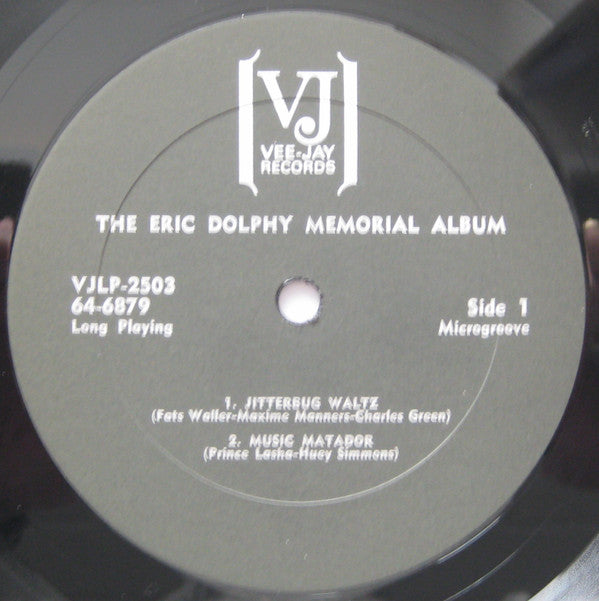 VJ
VEE-JAY
RECORDS
THE ERIC DOLPHY MEMORIAL ALBUM
VJLP-2503
64-6879
Long Playing
Side 1
Microgroove
1. JITTERBUG WALTZ
(Fats Waller-Maxime Manners-Charles Green)
2. MUSIC MATADOR
(Prince Lasha-Huey Simmons)